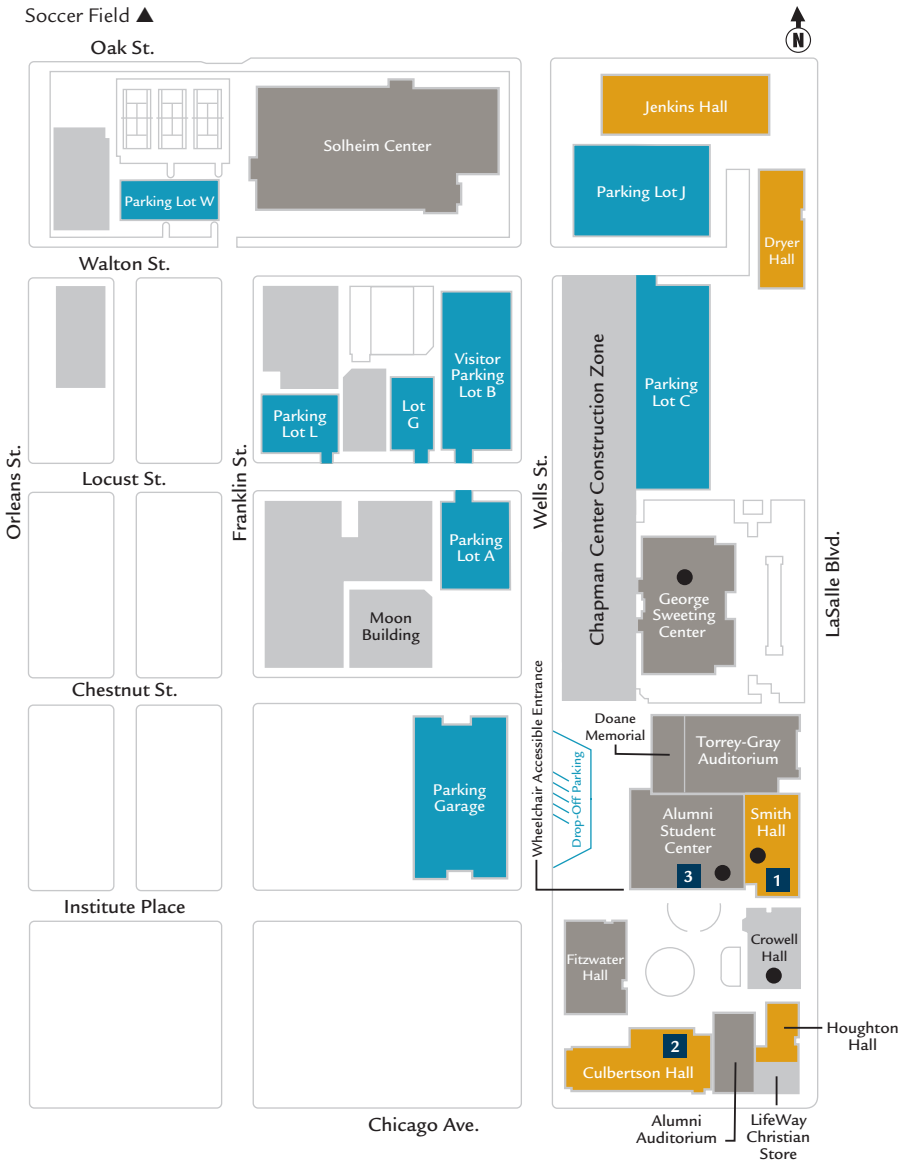 Soccer Field ▲
N
Oak St.
Jenkins Hall
Solheim Center
Parking Lot W
Parking Lot J
Dryer
Hall
Walton St.
Visitor
Parking
Lot B
Parking
Lot L
Lot
G
Parking
Lot C
Chapman Center Construction Zone
Orleans St.
Franklin St.
Wells St.
LaSalle Blvd.
Locust St.
Parking
Lot A
Moon
Building
George
Sweeting
Center
Chestnut St.
Wheelchair Accessible Entrance
Drop-Off Parking
Doane
Memorial
Torrey-Gray
Auditorium
Parking
Garage
Alumni
Student
Center
3
Smith
Hall
1
Institute Place
Fitzwater
Hall
Crowell
Hall
Houghton
Hall
2
Culbertson Hall
Chicago Ave.
Alumni
Auditorium
LifeWay
Christian
Store